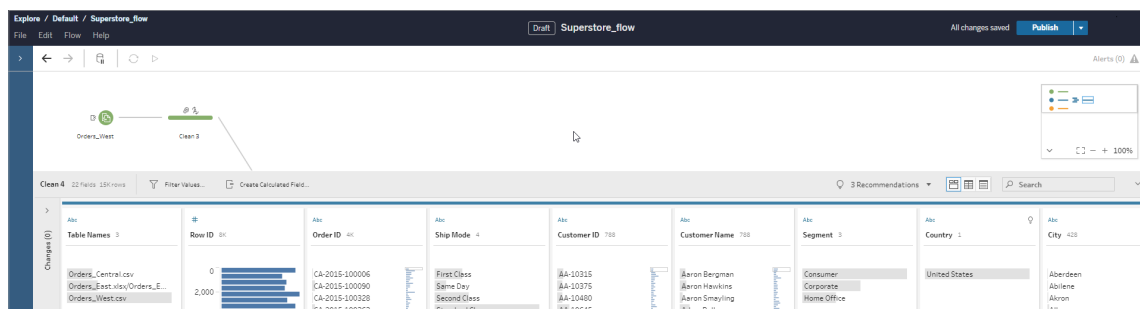 Explore / Default / Superstore_flow
Draft Superstore_flow
All changes saved Publish
File Edit Flow Help
Alerts (0)
Orders_West Clean 3
100%
Clean 4 22 fields 15K rows Filter Values... Create Calculated Field... 3 Recommendations Search
Changes (0)
Abc # Abc Abc Abc Abc Abc Abc Abc
Table Names 3 Row ID 8K Order ID 4K Ship Mode 4 Customer ID 788 Customer Name 788 Segment 3 Country 1 City 428
Orders_Central.csv 0 CA-2015-100006 First Class AA-10315 Aaron Bergman Consumer United States Aberdeen
Orders_East.xlsx/Orders_E... CA-2015-100090 Same Day AA-10375 Aaron Hawkins Corporate Abilene
Orders_West.csv 2,000 CA-2015-100328 Second Class AA-10480 Aaron Smayling Home Office Akron